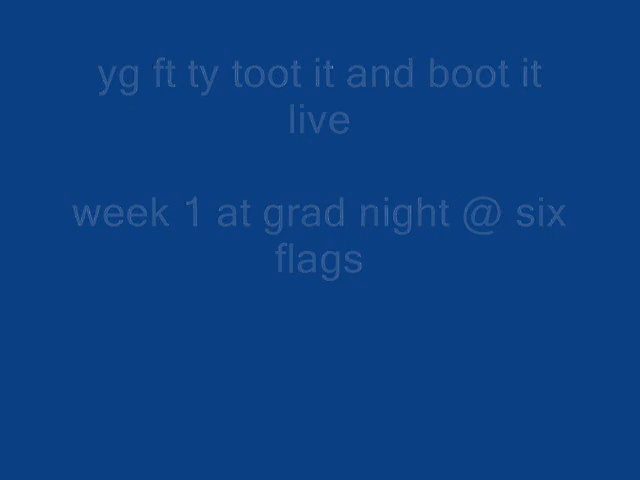 yg ft ty toot it and boot it
live
week 1 at grad night @ six
flags